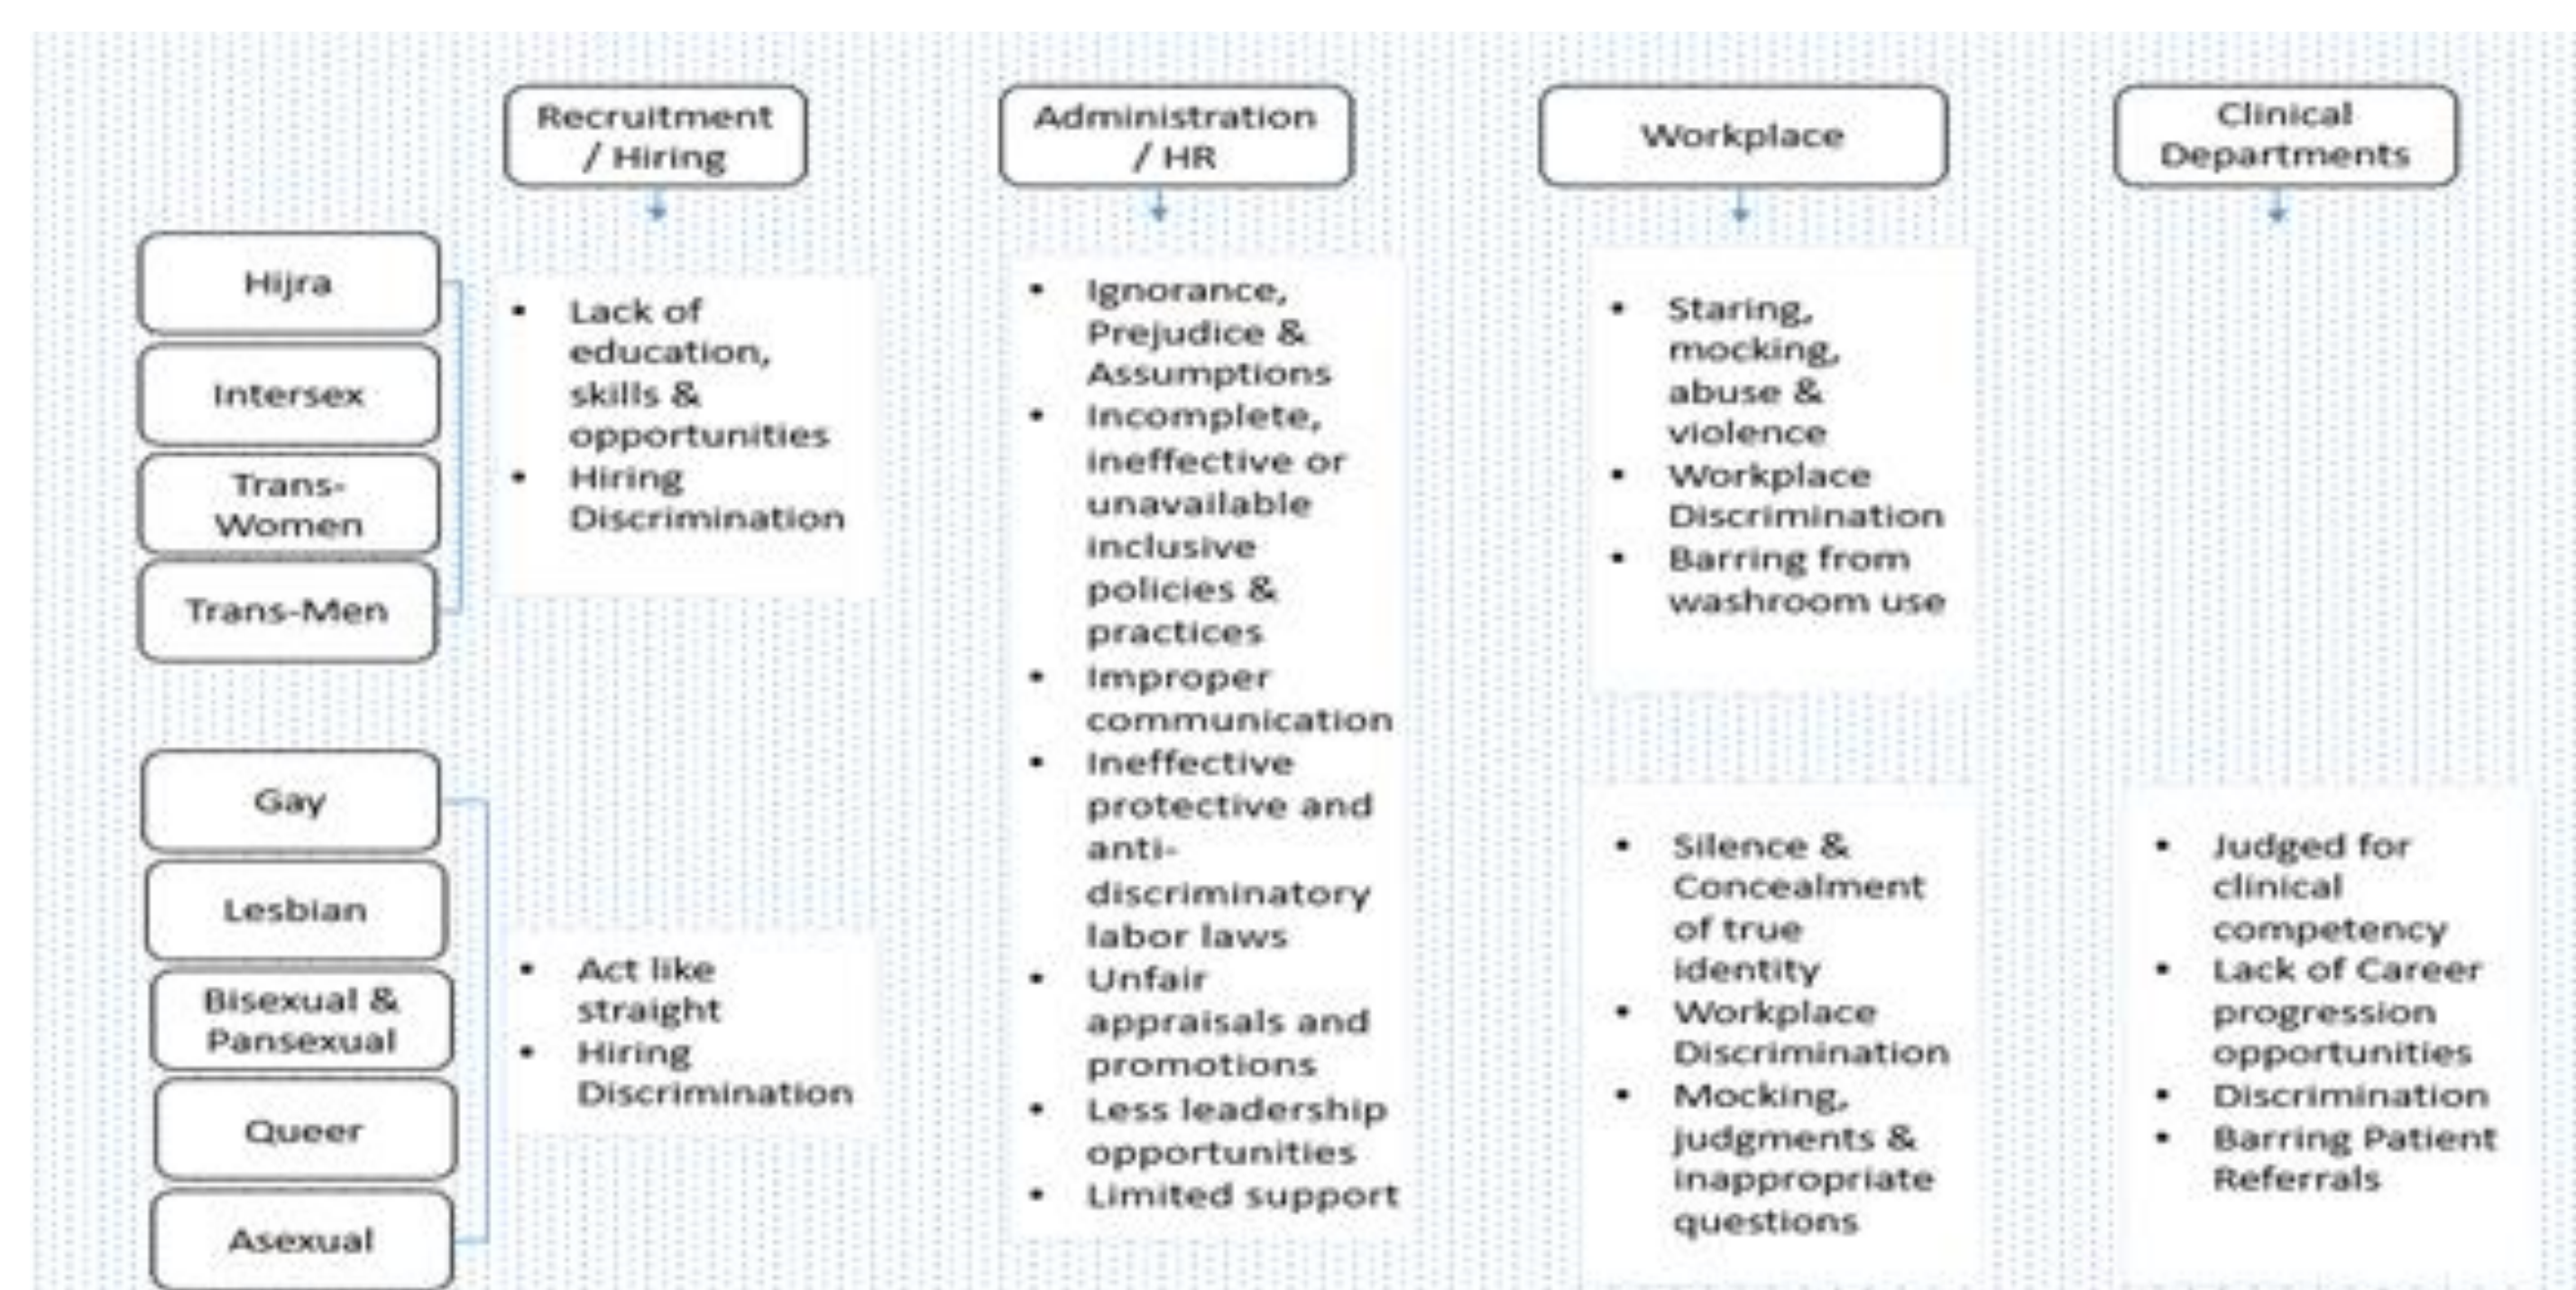 Recruitment
/ Hiring
Administration
/ HR
Workplace
Clinical
Departments
Hijra
Intersex
Trans-
Women
Trans-Men
• Lack of
education,
skills &
opportunities
• Hiring
Discrimination
• Ignorance,
Prejudice &
Assumptions
• Incomplete,
ineffective or
unavailable
inclusive
policies &
practices
• Improper
communication
• Ineffective
protective and
anti-
discriminatory
labor laws
• Unfair
appraisals and
promotions
• Less leadership
opportunities
• Limited support
• Staring,
mocking,
abuse &
violence
• Workplace
Discrimination
• Barring from
washroom use
Gay
Lesbian
Bisexual &
Pansexual
Queer
Asexual
• Act like
straight
• Hiring
Discrimination
• Silence &
Concealment
of true
identity
• Workplace
Discrimination
• Mocking,
judgments &
inappropriate
questions
• Judged for
clinical
competency
• Lack of Career
progression
opportunities
• Discrimination
• Barring Patient
Referrals